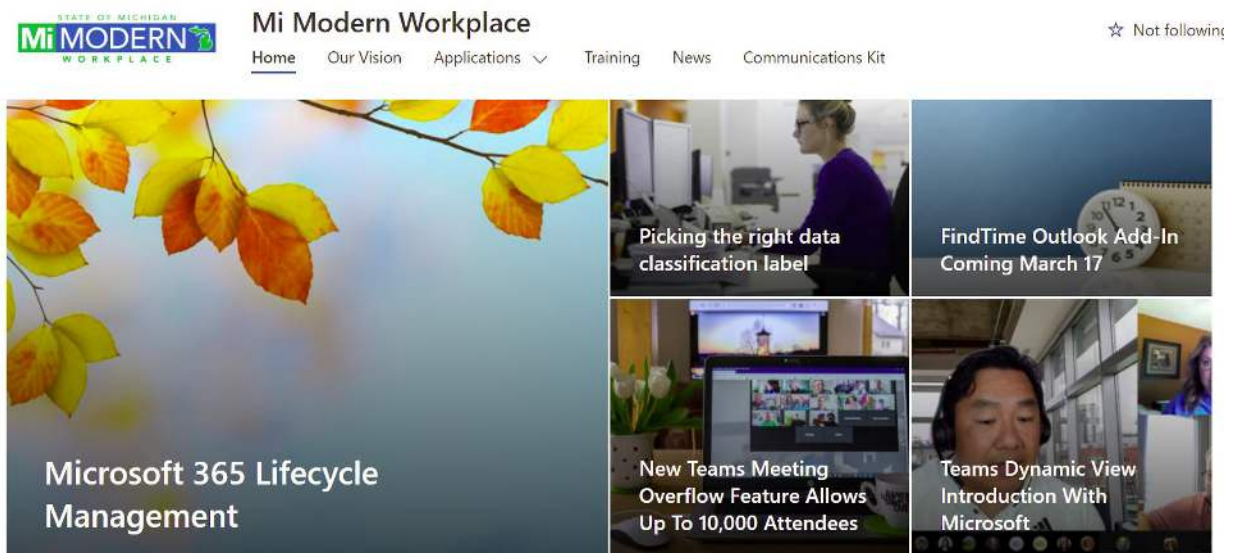 STATE OF MICHIGAN
Mi MODERN
WORKPLACE
Mi Modern Workplace
Not following
Home Our Vision Applications Training News Communications Kit
Picking the right data
classification label
FindTime Outlook Add-In
Coming March 17
Microsoft 365 Lifecycle
Management
New Teams Meeting
Overflow Feature Allows
Up To 10,000 Attendees
Teams Dynamic View
Introduction With
Microsoft